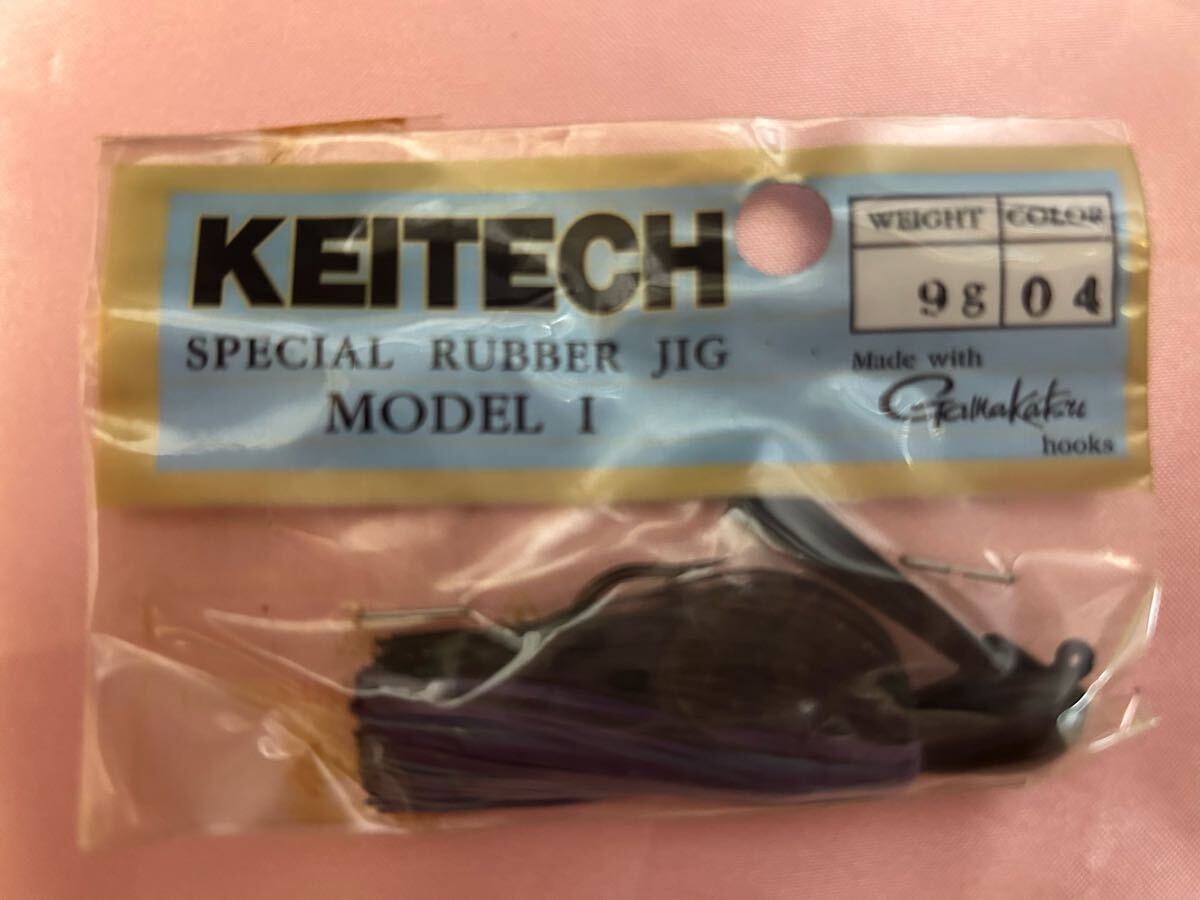 KEITECH
SPECIAL RUBBER JIG
MODEL I
WEIGHT COLOR
9g 04
Made with
Gamakatsu
hooks